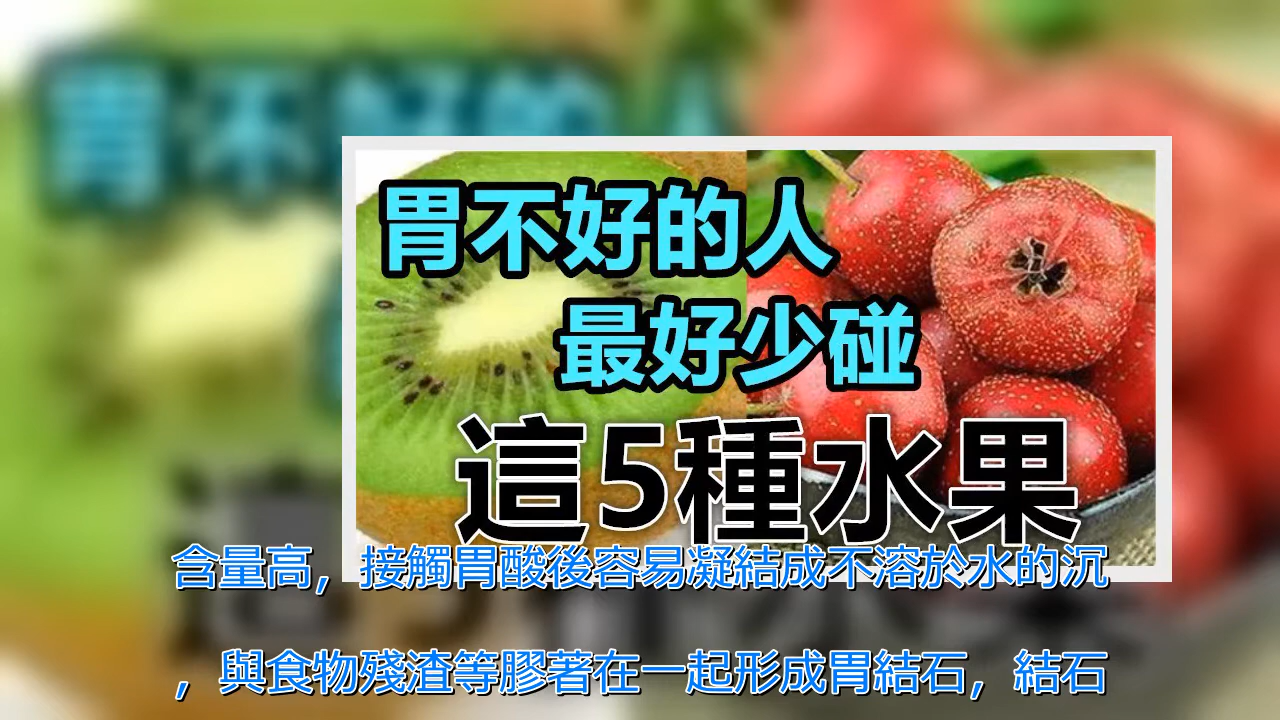 胃不好的人
最好少碰
這5種水果
含量高，接觸胃酸後容易凝結成不溶於水的沉
，與食物殘渣等膠著在一起形成胃結石，結石